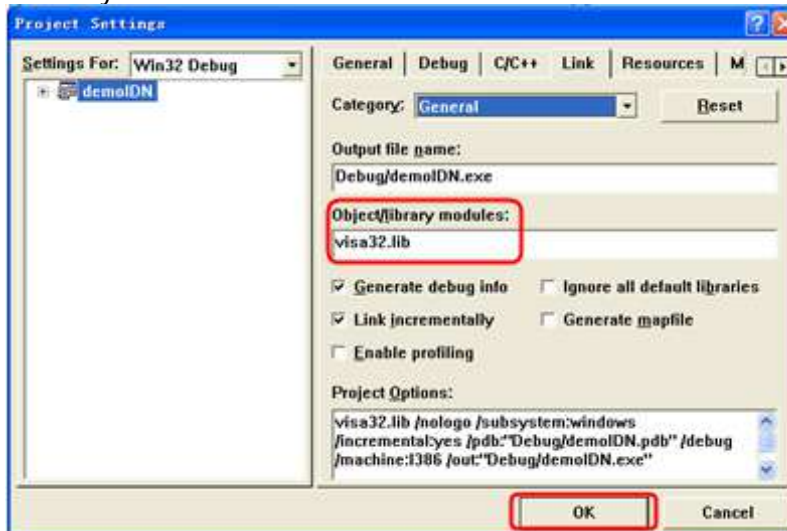 Project Settings
Settings For: Win32 Debug
demoIDN
General Debug C/C++ Link Resources M
Category: General Reset
Output file name:
Debug/demoIDN.exe
Object/library modules:
visa32.lib
Generate debug info Ignore all default libraries
Link incrementally Generate mapfile
Enable profiling
Project Options:
visa32.lib /nologo /subsystem:windows
/incremental:yes /pdb:"Debug/demoIDN.pdb" /debug
/machine:I386 /out:"Debug/demoIDN.exe"
OK Cancel